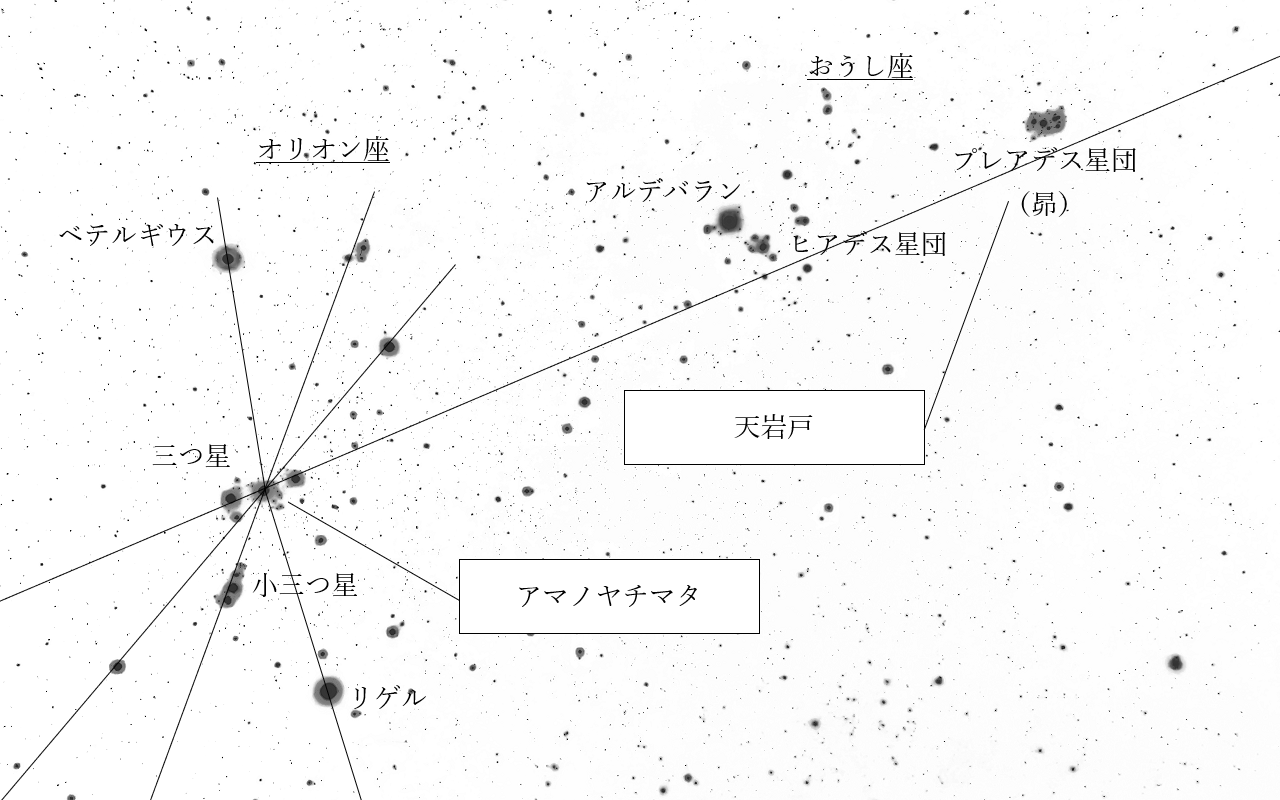 おうし座
オリオン座
プレアデス星団
（昴）
アルデバラン
ベテルギウス
ヒアデス星団
天岩戸
三つ星
小三つ星
アマノヤチマタ
リゲル